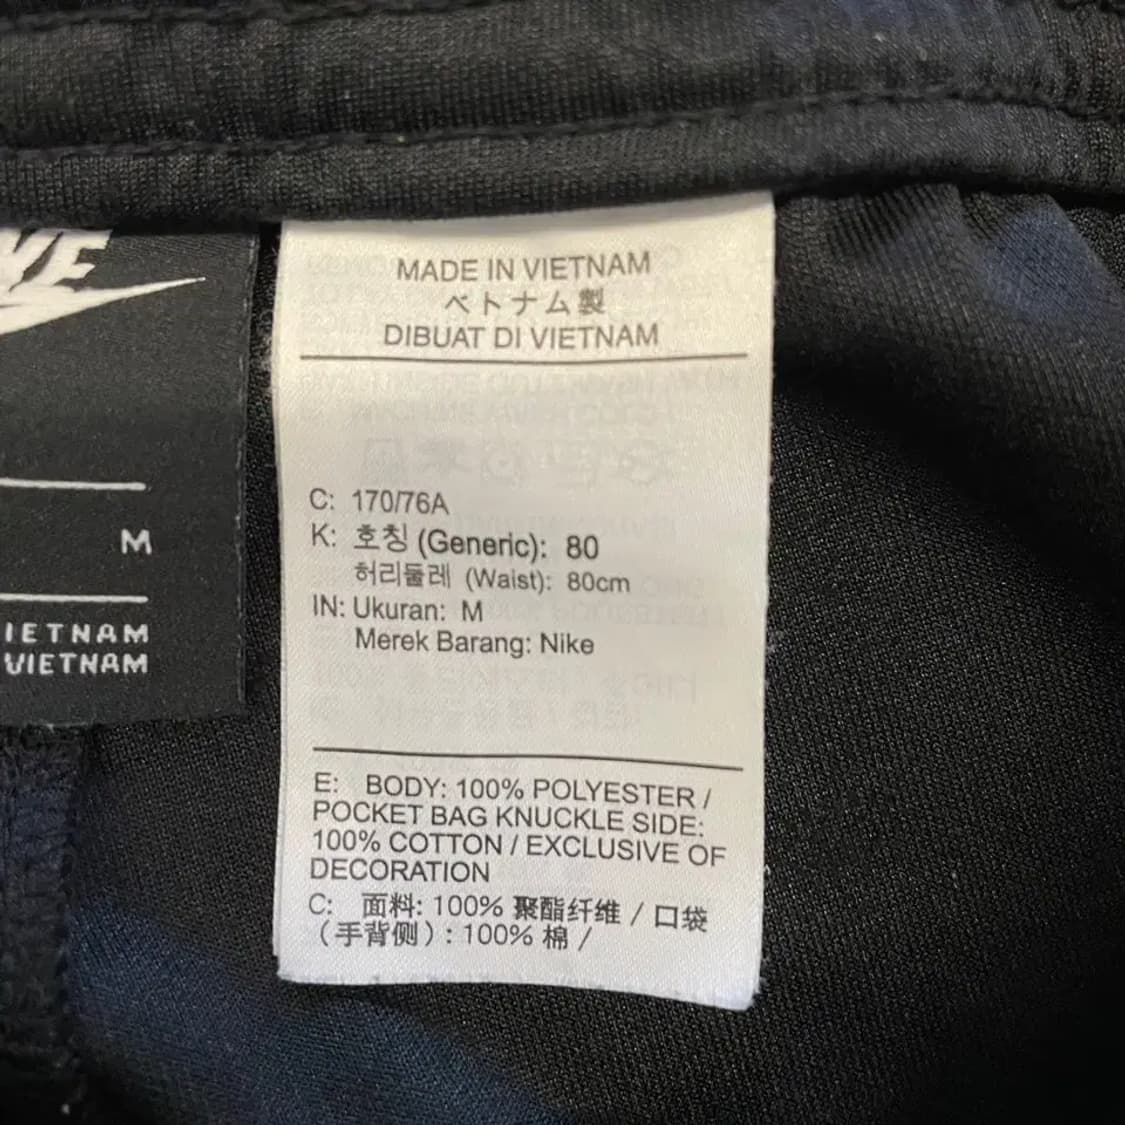 MADE IN VIETNAM
ベトナム製
DIBUAT DI VIETNAM
C: 170/76A
K: 호칭 (Generic): 80
허리둘레 (Waist): 80cm
IN: Ukuran: M
Merek Barang: Nike
E: BODY: 100% POLYESTER /
POCKET BAG KNUCKLE SIDE:
100% COTTON / EXCLUSIVE OF
DECORATION
C: 面料: 100% 聚酯纤维 / 口袋
（手背侧）: 100% 棉 /
M
IETNAM
VIETNAM